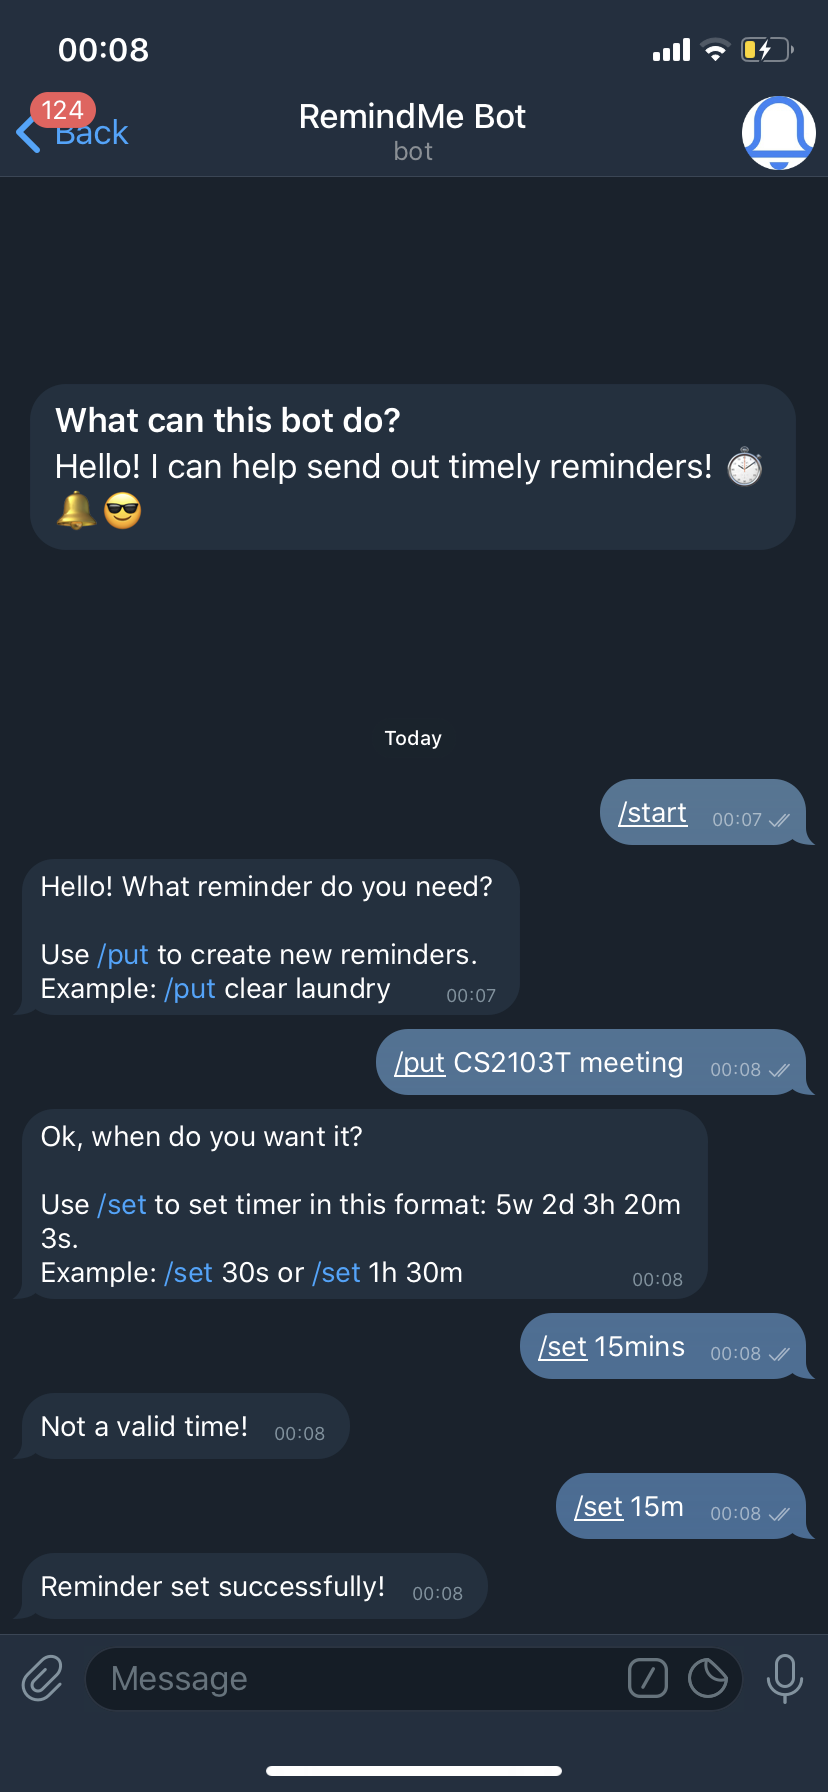 00:08
124
Back
RemindMe Bot
bot
What can this bot do?
Hello! I can help send out timely reminders! ⏱
🔔😎
Today
/start 00:07
Hello! What reminder do you need?
Use /put to create new reminders.
Example: /put clear laundry 00:07
/put CS2103T meeting 00:08
Ok, when do you want it?
Use /set to set timer in this format: 5w 2d 3h 20m
3s.
Example: /set 30s or /set 1h 30m 00:08
/set 15mins 00:08
Not a valid time! 00:08
/set 15m 00:08
Reminder set successfully! 00:08
Message